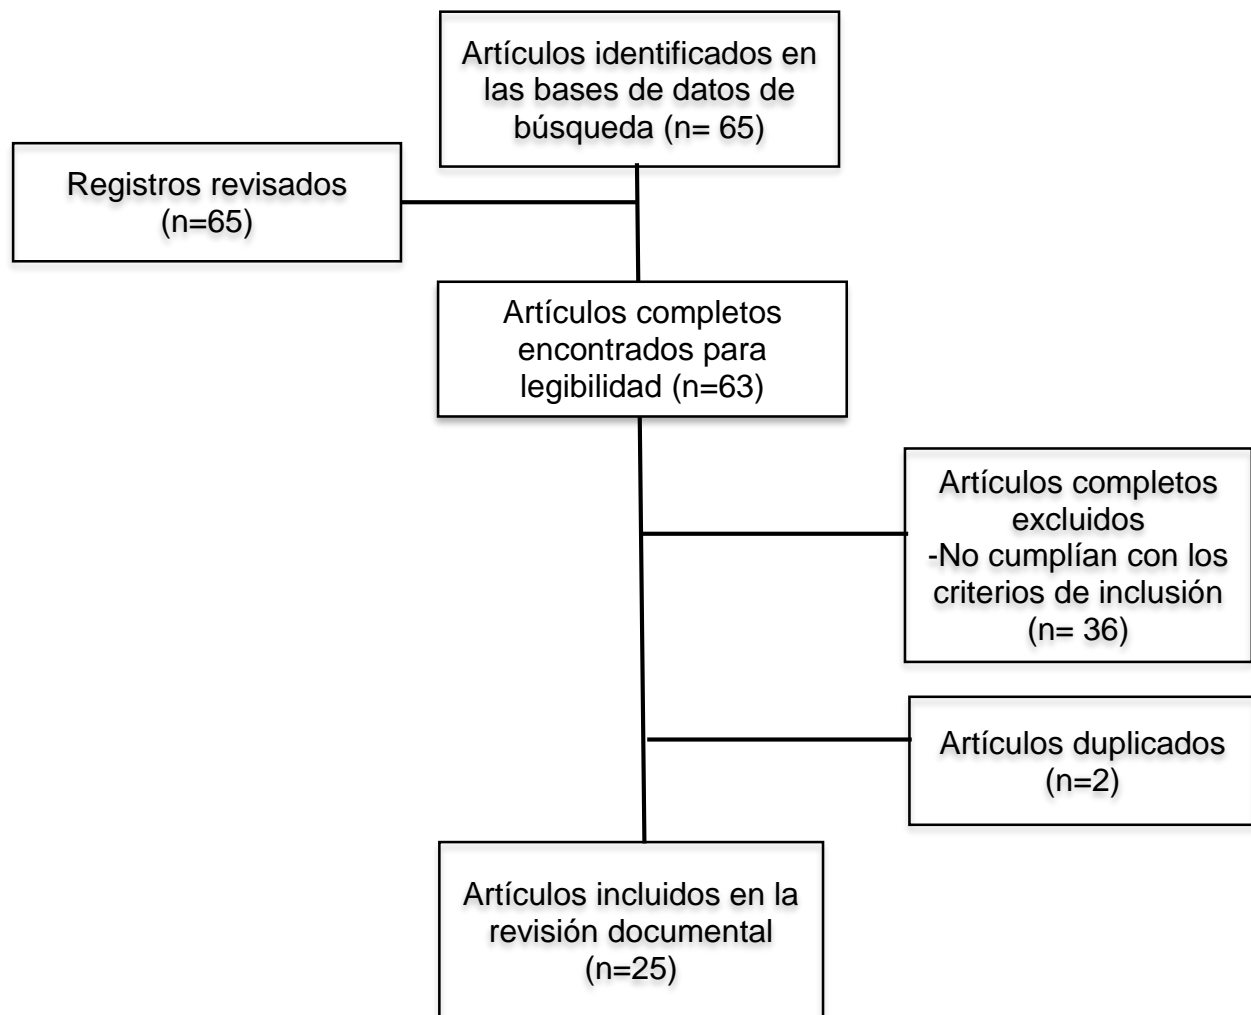 Artículos identificados en
las bases de datos de
búsqueda (n= 65)
Registros revisados
(n=65)
Artículos completos
encontrados para
legibilidad (n=63)
Artículos completos
excluidos
-No cumplían con los
criterios de inclusión
(n= 36)
Artículos duplicados
(n=2)
Artículos incluidos en la
revisión documental
(n=25)